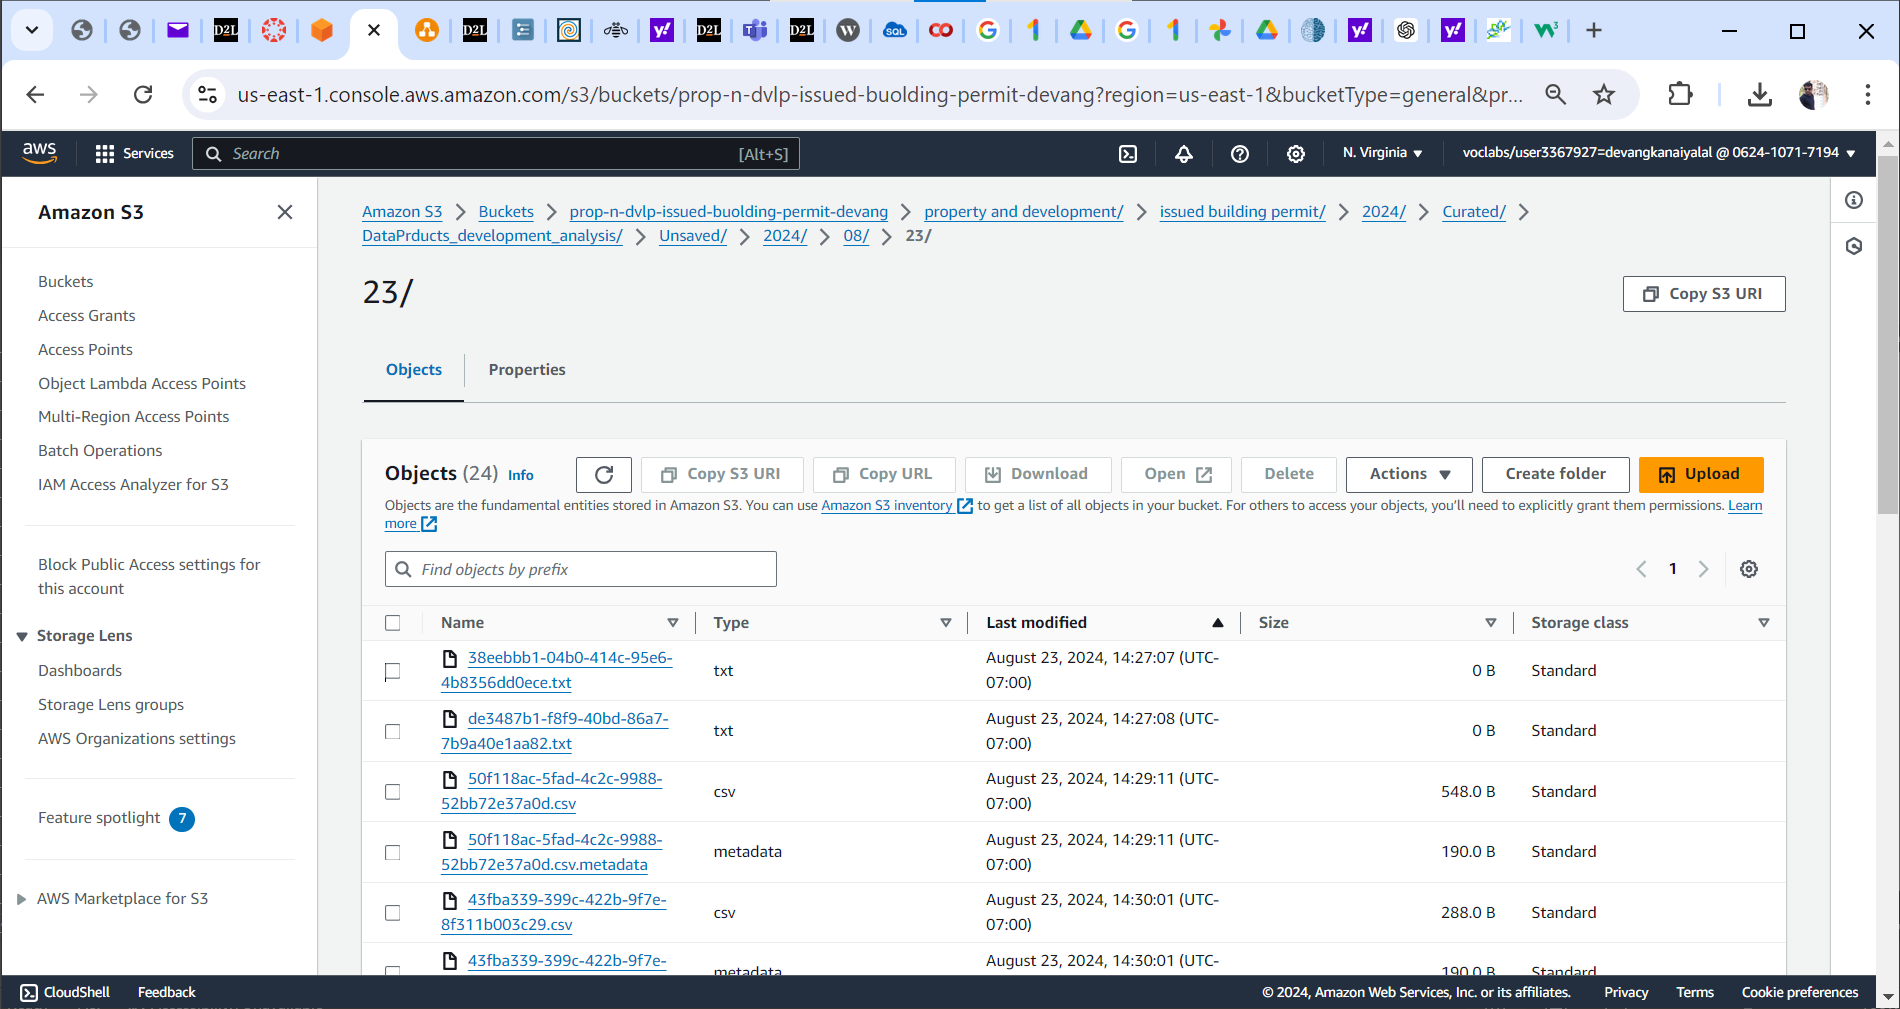 us-east-1.console.aws.amazon.com/s3/buckets/prop-n-dvlp-issued-buolding-permit-devang?region=us-east-1&bucketType=general&pr...
aws
Services
Search
[Alt+S]
N. Virginia
voclabs/user3367927=devangkanaiyalal @ 0624-1071-7194
Amazon S3
Buckets
Access Grants
Access Points
Object Lambda Access Points
Multi-Region Access Points
Batch Operations
IAM Access Analyzer for S3
Block Public Access settings for
this account
Storage Lens
Dashboards
Storage Lens groups
AWS Organizations settings
Feature spotlight 7
AWS Marketplace for S3
Amazon S3 > Buckets > prop-n-dvlp-issued-buolding-permit-devang > property and development/ > issued building permit/ > 2024/ > Curated/ >
DataPrducts_development_analysis/ > Unsaved/ > 2024/ > 08/ > 23/
23/
Copy S3 URI
Objects
Properties
Objects (24) Info
Copy S3 URI
Copy URL
Download
Open
Delete
Actions
Create folder
Upload
Objects are the fundamental entities stored in Amazon S3. You can use Amazon S3 inventory to get a list of all objects in your bucket. For others to access your objects, you'll need to explicitly grant them permissions. Learn
more
Find objects by prefix
1
Name Type Last modified Size Storage class
38eebbb1-04b0-414c-95e6-
4b8356dd0ece.txt
txt
August 23, 2024, 14:27:07 (UTC-
07:00)
0 B
Standard
de3487b1-f8f9-40bd-86a7-
7b9a40e1aa82.txt
txt
August 23, 2024, 14:27:08 (UTC-
07:00)
0 B
Standard
50f118ac-5fad-4c2c-9988-
52bb72e37a0d.csv
csv
August 23, 2024, 14:29:11 (UTC-
07:00)
548.0 B
Standard
50f118ac-5fad-4c2c-9988-
52bb72e37a0d.csv.metadata
metadata
August 23, 2024, 14:29:11 (UTC-
07:00)
190.0 B
Standard
43fba339-399c-422b-9f7e-
8f311b003c29.csv
csv
August 23, 2024, 14:30:01 (UTC-
07:00)
288.0 B
Standard
43fba339-399c-422b-9f7e-
metadata
August 23, 2024, 14:30:01 (UTC-
190.0 B
Standard
CloudShell
Feedback
© 2024, Amazon Web Services, Inc. or its affiliates.
Privacy
Terms
Cookie preferences